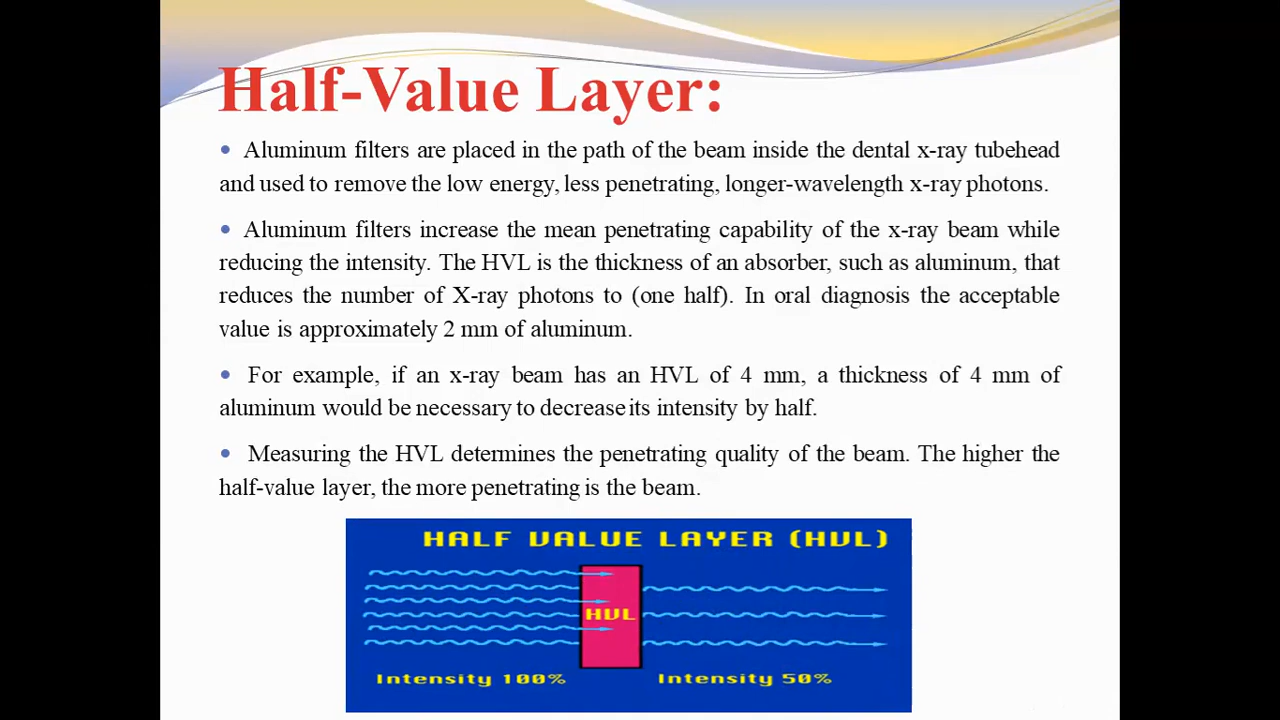 Half-Value Layer:
• Aluminum filters are placed in the path of the beam inside the dental x-ray tubehead
and used to remove the low energy, less penetrating, longer-wavelength x-ray photons.
• Aluminum filters increase the mean penetrating capability of the x-ray beam while
reducing the intensity. The HVL is the thickness of an absorber, such as aluminum, that
reduces the number of X-ray photons to (one half). In oral diagnosis the acceptable
value is approximately 2 mm of aluminum.
• For example, if an x-ray beam has an HVL of 4 mm, a thickness of 4 mm of
aluminum would be necessary to decrease its intensity by half.
• Measuring the HVL determines the penetrating quality of the beam. The higher the
half-value layer, the more penetrating is the beam.
HALF VALUE LAYER (HVL)
HVL
Intensity 100%
Intensity 50%